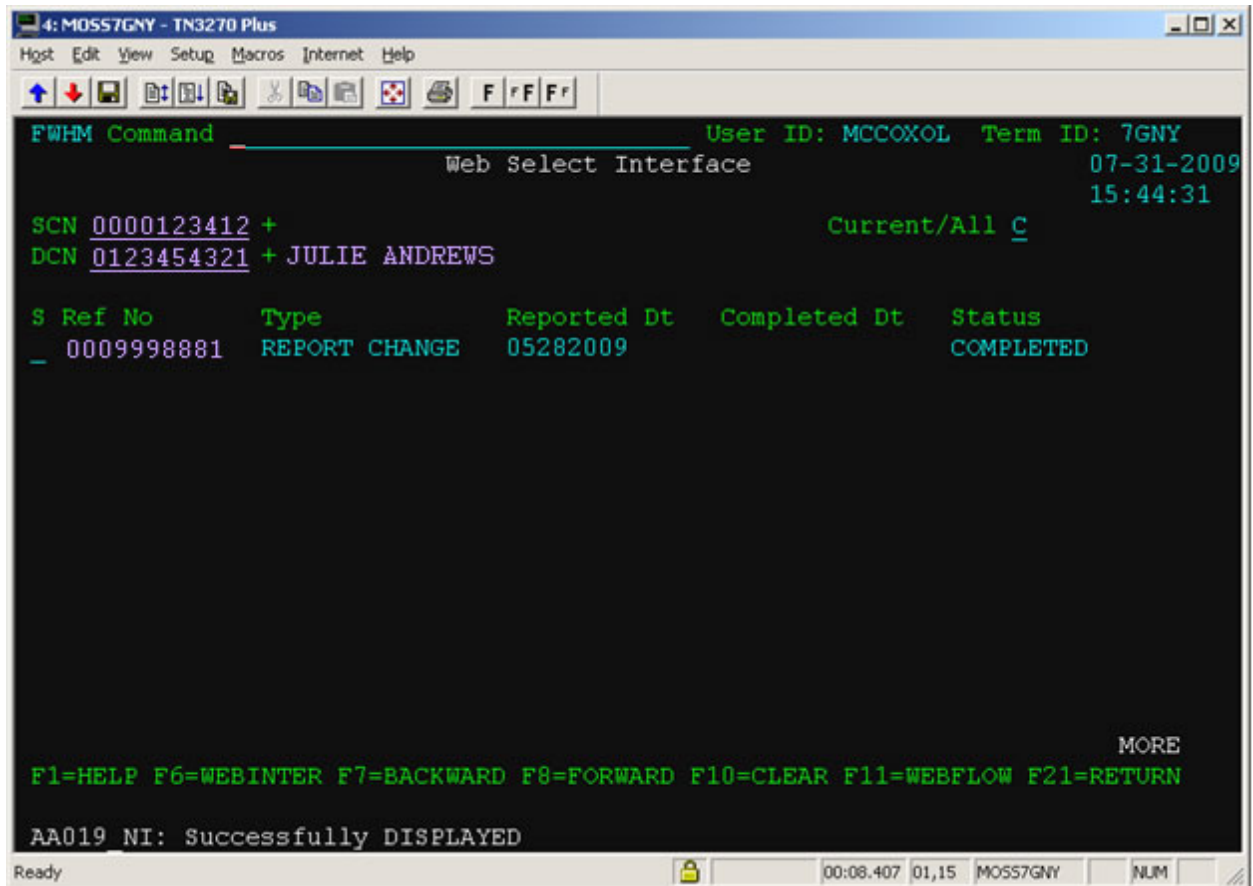 4: MOSS7GNY - TN3270 Plus
Host Edit View Setup Macros Internet Help
F rF Fr
FWHM Command _ User ID: MCCOXOL Term ID: 7GNY
Web Select Interface 07-31-2009
15:44:31
SCN 0000123412 + Current/All C
DCN 0123454321 + JULIE ANDREWS
S Ref No Type Reported Dt Completed Dt Status
_ 0009998881 REPORT CHANGE 05282009 COMPLETED
MORE
F1=HELP F6=WEBINTER F7=BACKWARD F8=FORWARD F10=CLEAR F11=WEBFLOW F21=RETURN
AA019_NI: Successfully DISPLAYED
Ready 00:08.407 01,15 MOSS7GNY NUM